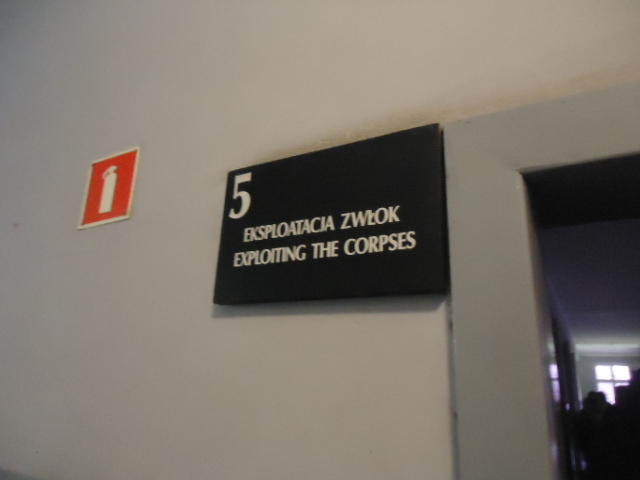 5
EKSPLOATACJA ZWŁOK
EXPLOITING THE CORPSES